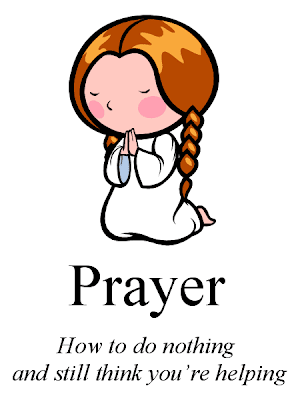 Prayer
How to do nothing
and still think you're helping